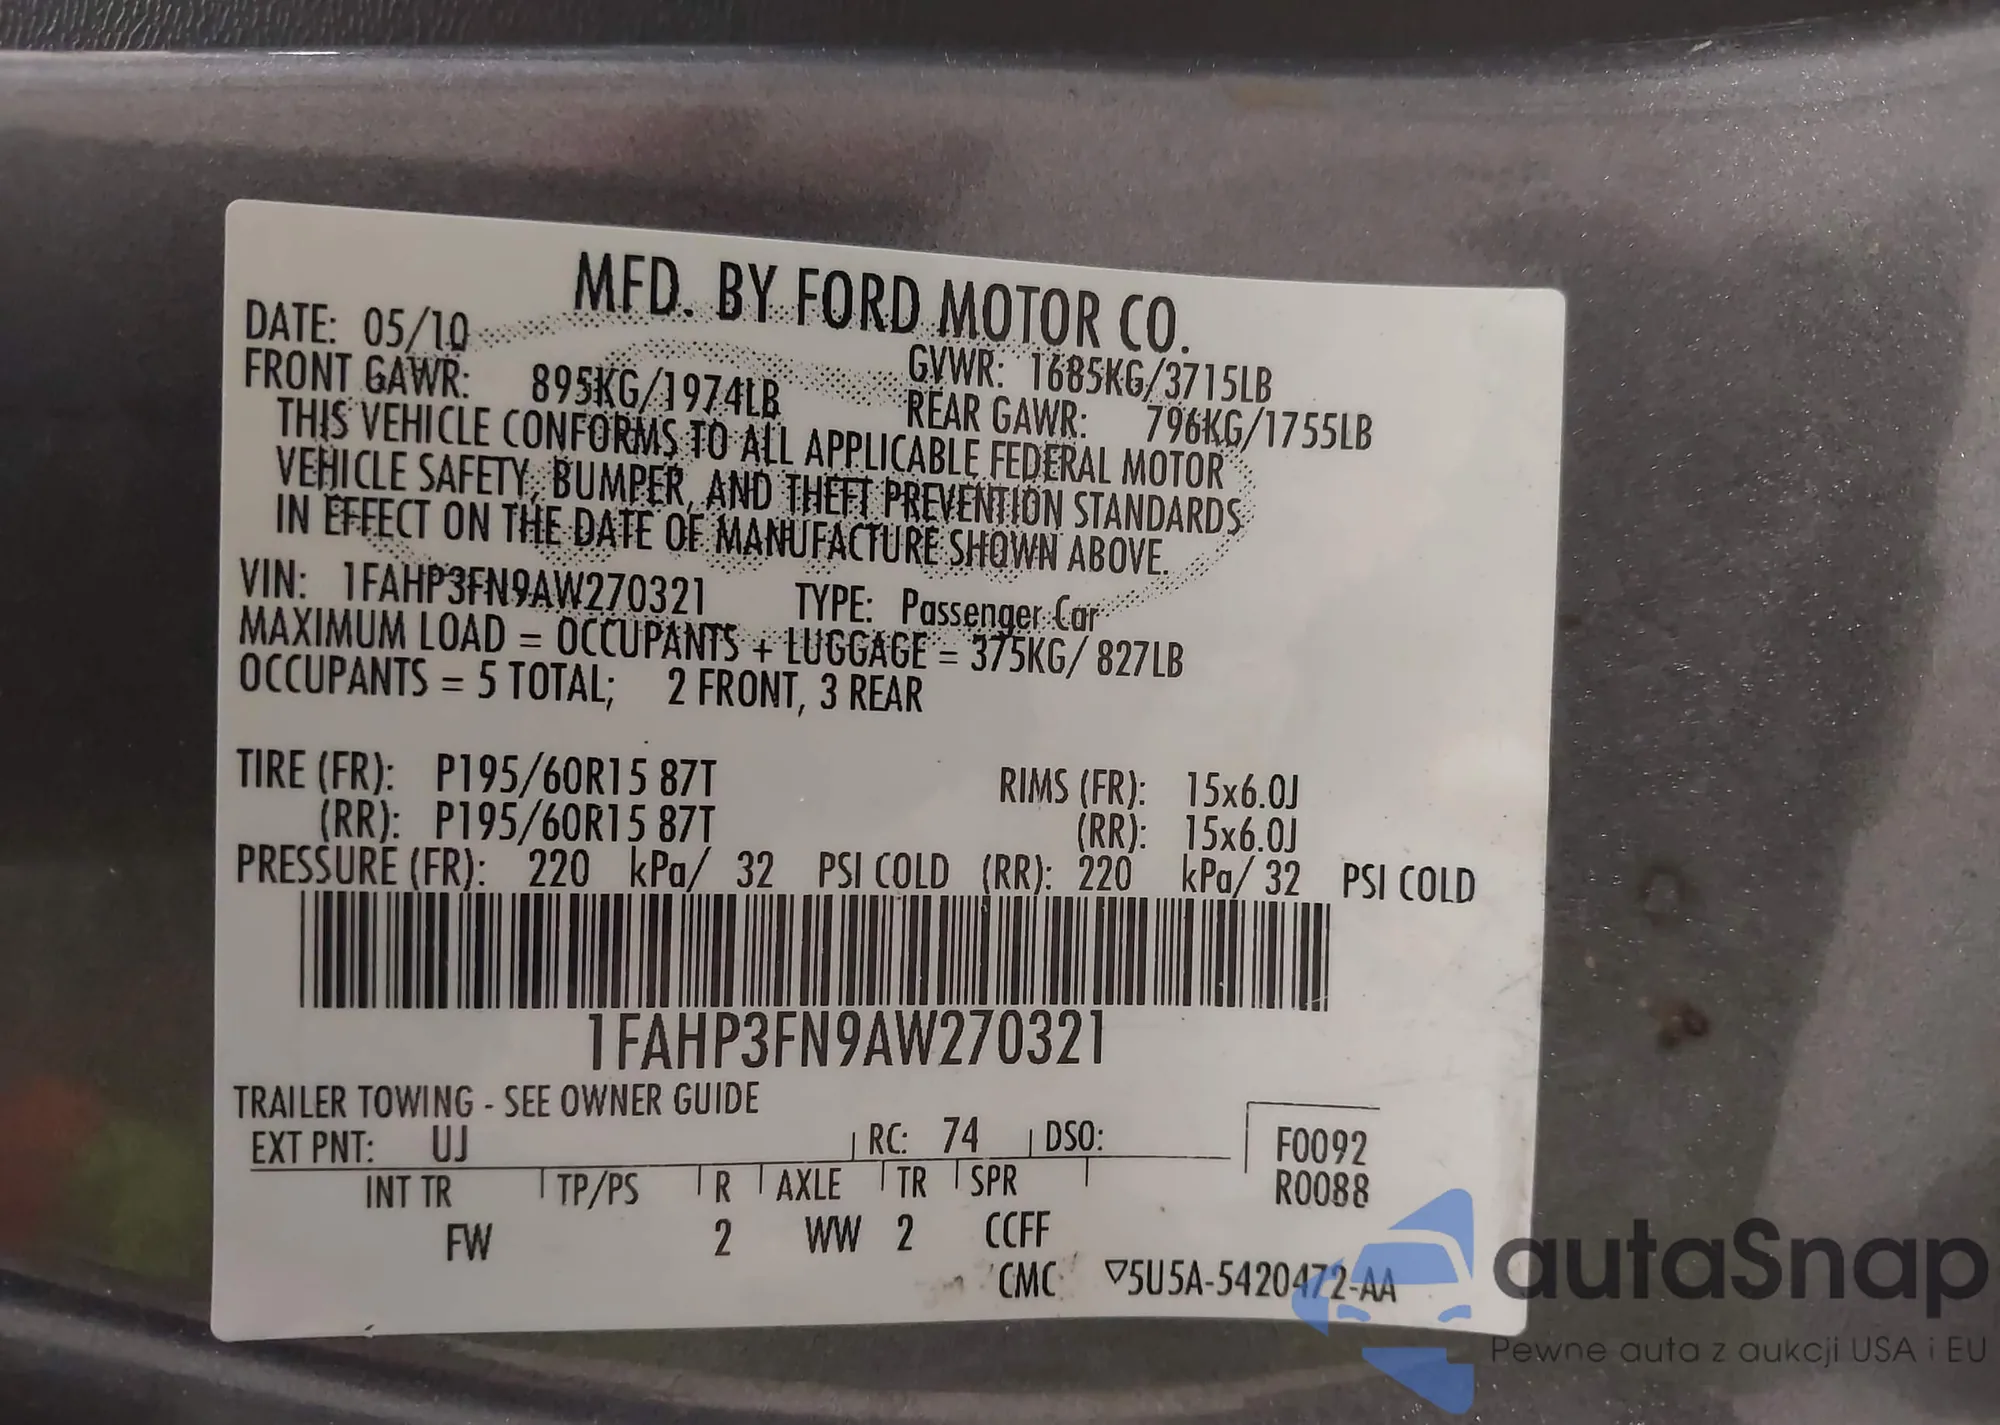 MFD. BY FORD MOTOR CO.
DATE: 05/10 GVWR: 1685KG/3715LB
FRONT GAWR: 895KG/1974LB REAR GAWR: 796KG/1755LB
THIS VEHICLE CONFORMS TO ALL APPLICABLE FEDERAL MOTOR
VEHICLE SAFETY, BUMPER, AND THEFT PREVENTION STANDARDS
IN EFFECT ON THE DATE OF MANUFACTURE SHOWN ABOVE.
VIN: 1FAHP3FN9AW270321 TYPE: Passenger Car
MAXIMUM LOAD = OCCUPANTS + LUGGAGE = 375KG/ 827LB
OCCUPANTS = 5 TOTAL; 2 FRONT, 3 REAR
TIRE (FR): P195/60R15 87T RIMS (FR): 15x6.0J
(RR): P195/60R15 87T (RR): 15x6.0J
PRESSURE (FR): 220 kPa/ 32 PSI COLD (RR): 220 kPa/ 32 PSI COLD
1FAHP3FN9AW270321
TRAILER TOWING - SEE OWNER GUIDE
EXT PNT: UJ RC: 74 DSO: F0092
INT TR TP/PS R AXLE TR SPR R0088
FW 2 WW 2 CCFF
CMC ▽5U5A-5420472-AA
autaSnap
Pewne auta z aukcji USA i EU